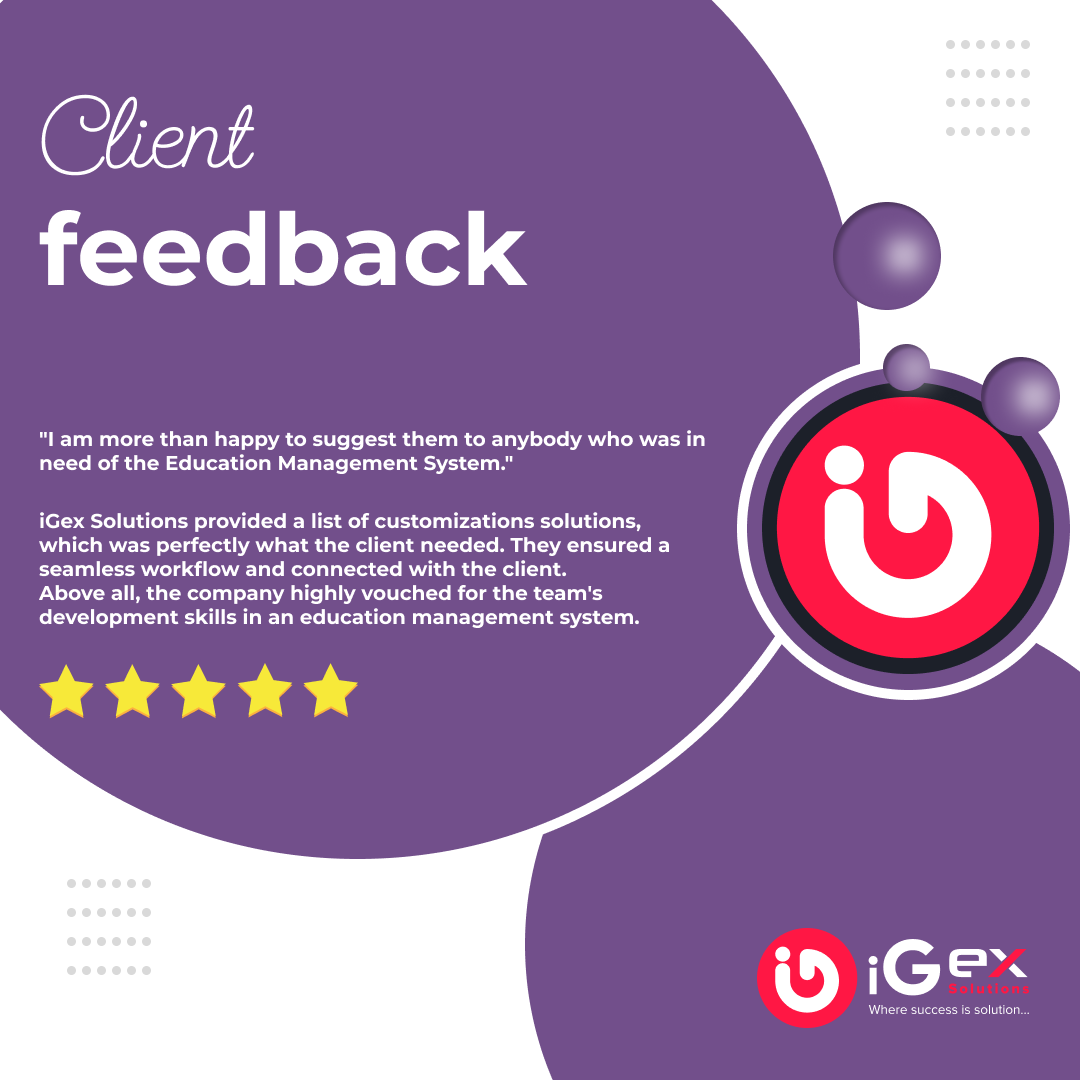 Client
feedback
"I am more than happy to suggest them to anybody who was in
need of the Education Management System."
iGex Solutions provided a list of customizations solutions,
which was perfectly what the client needed. They ensured a
seamless workflow and connected with the client.
Above all, the company highly vouched for the team's
development skills in an education management system.
iGex
Solutions
Where success is solution...